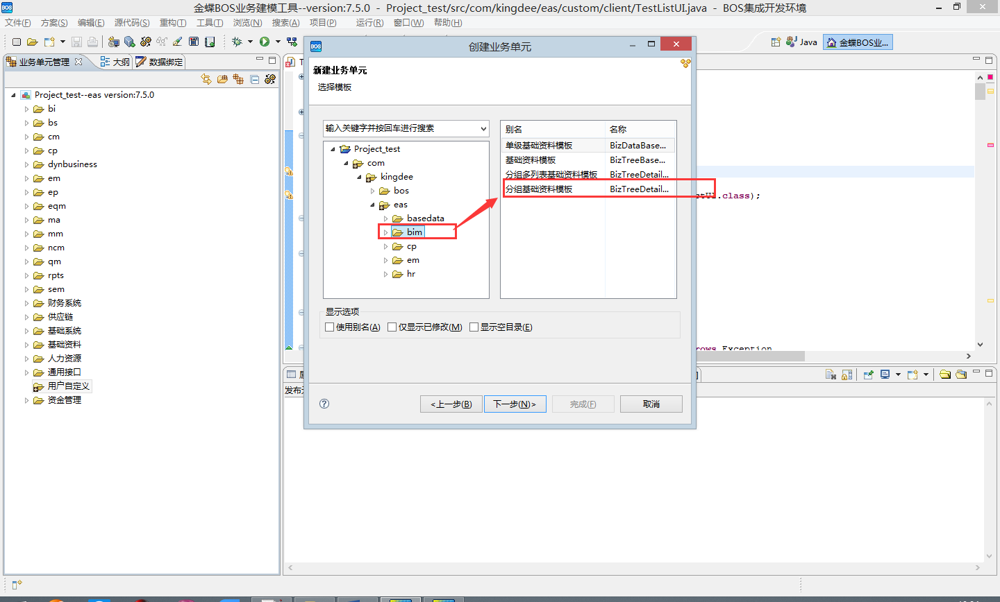 BOS
金蝶BOS业务建模工具--version:7.5.0 - Project_test/src/com/kingdee/eas/custom/client/TestListUI.java - BOS集成开发环境
文件(F) 方案(S) 编辑(E) 源代码(S) 重构(T) 工具(T) 浏览(N) 搜索(A) 项目(P) 运行(R) 窗口(W) 帮助(H)
Java 金蝶BOS业...
业务单元管理 大纲 数据绑定
Project_test--eas version:7.5.0
bi
bs
cm
cp
dynbusiness
em
ep
eqm
ma
mm
ncm
qm
rpts
sem
财务系统
供应链
基础系统
基础资料
人力资源
通用接口
用户自定义
资金管理
BOS
创建业务单元
新建业务单元
选择模板
输入关键字并按回车进行搜索
Project_test
com
kingdee
bos
eas
basedata
bim
cp
em
hr
别名 名称
单级基础资料模板 BizDataBase...
基础资料模板 BizTreeBase...
分组多列表基础资料模板 BizTreeDetail...
分组基础资料模板 BizTreeDetail...
显示选项
使用别名(A) 仅显示已修改(M) 显示空目录(E)
<上一步(B) 下一步(N)> 完成(F) 取消
stUI.class);
rows Exception
发布